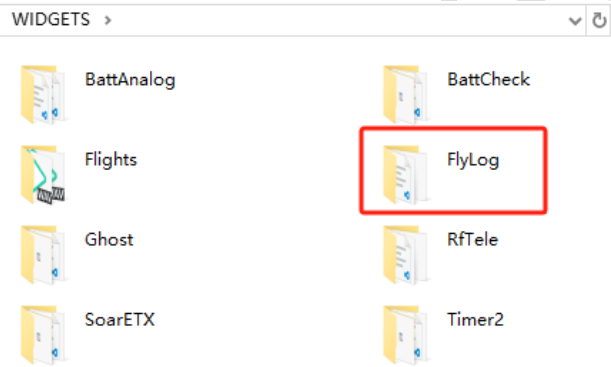 WIDGETS
BattAnalog BattCheck
Flights FlyLog
Ghost RfTele
SoarETX Timer2